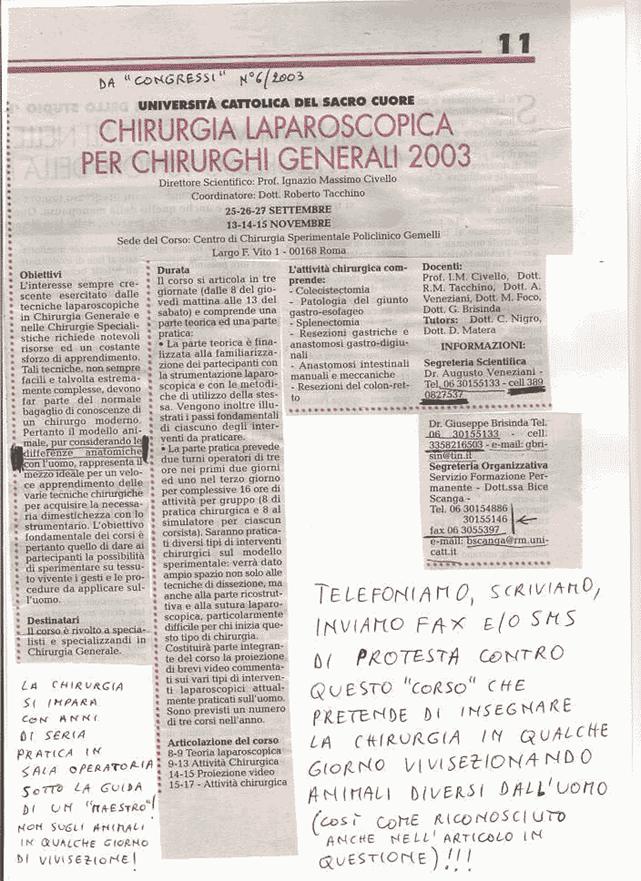 11
DA "CONGRESSI" N°6/2003
UNIVERSITÀ CATTOLICA DEL SACRO CUORE
CHIRURGIA LAPAROSCOPICA
PER CHIRURGHI GENERALI 2003
Direttore Scientifico: Prof. Ignazio Massimo Civello
Coordinatore: Dott. Roberto Tacchino
25-26-27 SETTEMBRE
13-14-15 NOVEMBRE
Sede del Corso: Centro di Chirurgia Sperimentale Policlinico Gemelli
Largo F. Vito 1 - 00168 Roma
Obiettivi
L'interesse sempre cre-
scente esercitato dalle
tecniche laparoscopiche
in Chirurgia Generale e
nelle Chirurgie Speciali-
stiche richiede notevoli
risorse ed un costante
sforzo di apprendimento.
Tali tecniche, non sempre
facili e talvolta estrema-
mente complesse, devono
far parte del normale
bagaglio di conoscenze di
un chirurgo moderno.
Pertanto il modello ani-
male, pur considerando le
differenze anatomiche
con l'uomo, rappresenta il
mezzo ideale per un velo-
ce apprendimento delle
varie tecniche chirurgiche
per acquisire la necessa-
ria dimestichezza con lo
strumentario. L'obiettivo
fondamentale dei corsi è
pertanto quello di dare ai
partecipanti la possibilità
di sperimentare su tessu-
to vivente i gesti e le pro-
cedure da applicare sul-
l'uomo.
Destinatari
Il corso è rivolto a specia-
listi e specializzandi in
Chirurgia Generale.
LA CHIRURGIA
SI IMPARA
CON ANNI
DI SERIA
PRATICA IN
SALA OPERATORIA
SOTTO LA GUIDA
DI UN "MAESTRO"!
NON SUGLI ANIMALI
IN QUALCHE GIORNO
DI VIVISEZIONE!
Durata
Il corso si articola in tre
giornate (dalle 8 del gio-
vedì mattina alle 13 del
sabato) e comprende una
parte teorica ed una parte
pratica:
• La parte teorica è fina-
lizzata alla familiarizza-
zione dei partecipanti con
la strumentazione laparo-
scopica e con le metodi-
che di utilizzo della stes-
sa. Vengono inoltre illu-
strati i passi fondamentali
di ciascuno degli inter-
venti da praticare.
• La parte pratica prevede
due turni operatori di tre
ore nei primi due giorni
ed uno nel terzo giorno
per complessive 16 ore di
attività per gruppo (8 di
pratica chirurgica e 8 al
simulatore per ciascun
corsista). Saranno pratica-
ti diversi tipi di interventi
chirurgici sul modello
sperimentale: verrà dato
ampio spazio non solo alle
tecniche di dissezione, ma
anche alla parte ricostrut-
tiva e la sutura laparosco-
pica, particolarmente
difficile per chi inizia que-
sto tipo di chirurgia.
Costituirà parte integran-
te del corso la proiezione
di brevi video commenta-
ti sui vari tipi di interven-
ti laparoscopici attual-
mente praticati sull'uomo.
Sono previsti un numero
di tre corsi nell'anno.
Articolazione del corso
8-9 Teoria laparoscopica
9-13 Attività Chirurgica
14-15 Proiezione video
15-17 - Attività chirurgica
L'attività chirurgica com-
prende:
- Colecistectomia
- Patologia del giunto
gastro-esofageo
- Splenectomia
- Resezioni gastriche e
anastomosi gastro-digiu-
nali
- Anastomosi intestinali
manuali e meccaniche
- Resezioni del colon-ret-
to
Docenti:
Prof. I.M. Civello, Dott.
R.M. Tacchino, Dott. A.
Veneziani, Dott. M. Foco,
Dott. G. Brisinda
Tutors: Dott. C. Nigro,
Dott. D. Matera
INFORMAZIONI:
Segreteria Scientifica
Dr. Augusto Veneziani -
Tel. 06 30155133 - cell 389
0827537
Dr. Giuseppe Brisinda Tel.
06 30155133 - cell.
3358216503 - e-mail: gbri-
sin@tin.it
Segreteria Organizzativa
Servizio Formazione Per-
manente - Dott.ssa Bice
Scanga -
Tel. 06 30154886
30155146
fax 06 3055397
e-mail: bscanga@rm.uni-
catt.it
TELEFONIAMO, SCRIVIAMO,
INVIAMO FAX E/O SMS
DI PROTESTA CONTRO
QUESTO "CORSO" CHE
PRETENDE DI INSEGNARE
LA CHIRURGIA IN QUALCHE
GIORNO VIVISEZIONANDO
ANIMALI DIVERSI DALL'UOMO
(COSÌ COME RICONOSCIUTO
ANCHE NELL'ARTICOLO IN
QUESTIONE)!!!